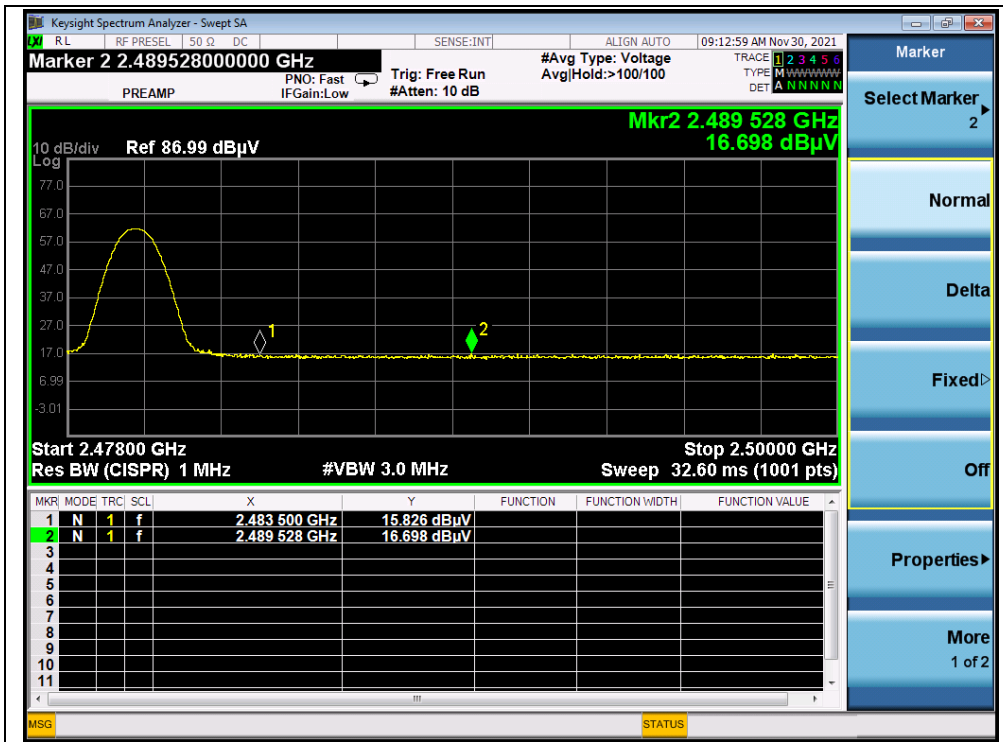 Keysight Spectrum Analyzer - Swept SA
LXI RL RF PRESEL 50 Ω DC SENSE:INT ALIGN AUTO 09:12:59 AM Nov 30, 2021
Marker 2 2.489528000000 GHz
PREAMP
PNO: Fast
IFGain:Low
Trig: Free Run
#Atten: 10 dB
#Avg Type: Voltage
Avg|Hold:>100/100
TRACE 1 2 3 4 5 6
TYPE M WWWWW
DET A N N N N N
Mkr2 2.489 528 GHz
16.698 dBµV
10 dB/div Ref 86.99 dBµV
Log
77.0
67.0
57.0
47.0
37.0
27.0
17.0
6.99
-3.01
1
2
Start 2.47800 GHz Stop 2.50000 GHz
Res BW (CISPR) 1 MHz #VBW 3.0 MHz Sweep 32.60 ms (1001 pts)
MKR MODE TRC SCL X Y FUNCTION FUNCTION WIDTH FUNCTION VALUE
1 N 1 f 2.483 500 GHz 15.826 dBµV
2 N 1 f 2.489 528 GHz 16.698 dBµV
3
4
5
6
7
8
9
10
11
MSG STATUS
Marker
Select Marker
2
Normal
Delta
Fixed
Off
Properties
More
1 of 2